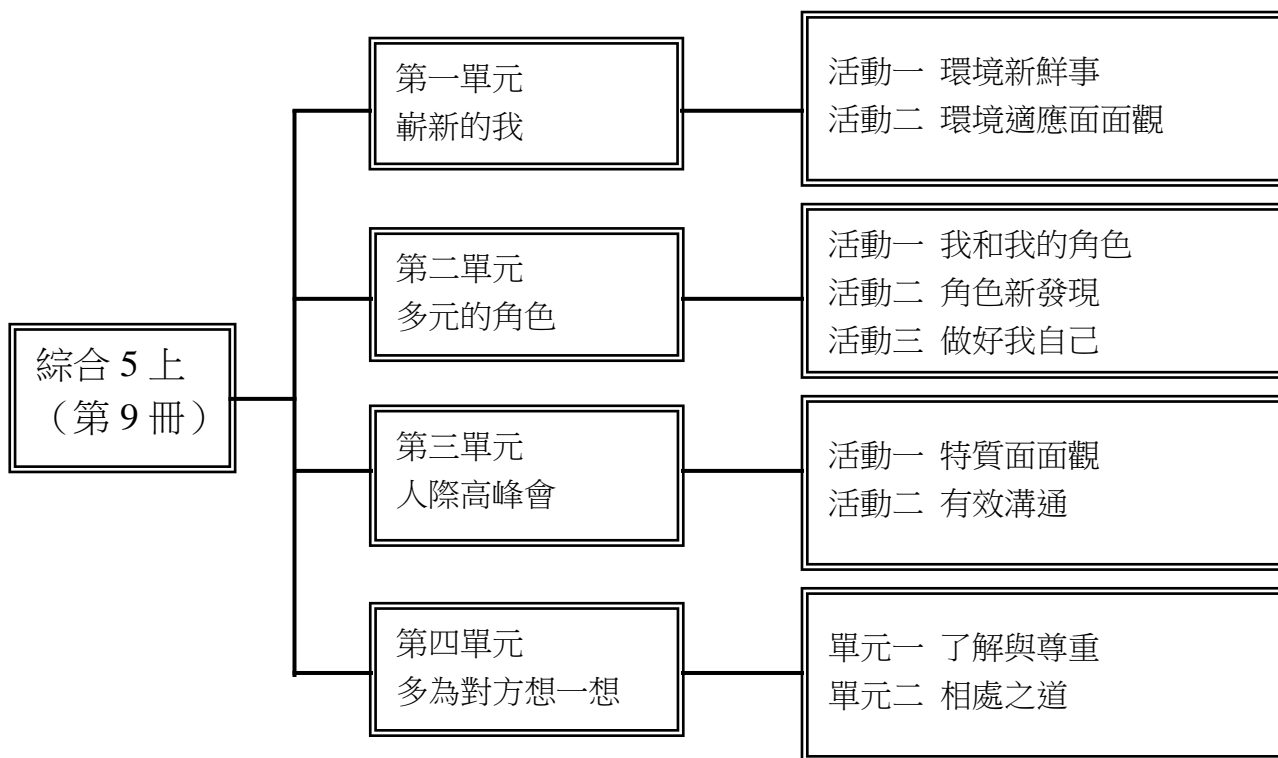 綜合 5 上
（第 9 冊）
第一單元
嶄新的我
活動一 環境新鮮事
活動二 環境適應面面觀
第二單元
多元的角色
活動一 我和我的角色
活動二 角色新發現
活動三 做好我自己
第三單元
人際高峰會
活動一 特質面面觀
活動二 有效溝通
第四單元
多為對方想一想
單元一 了解與尊重
單元二 相處之道